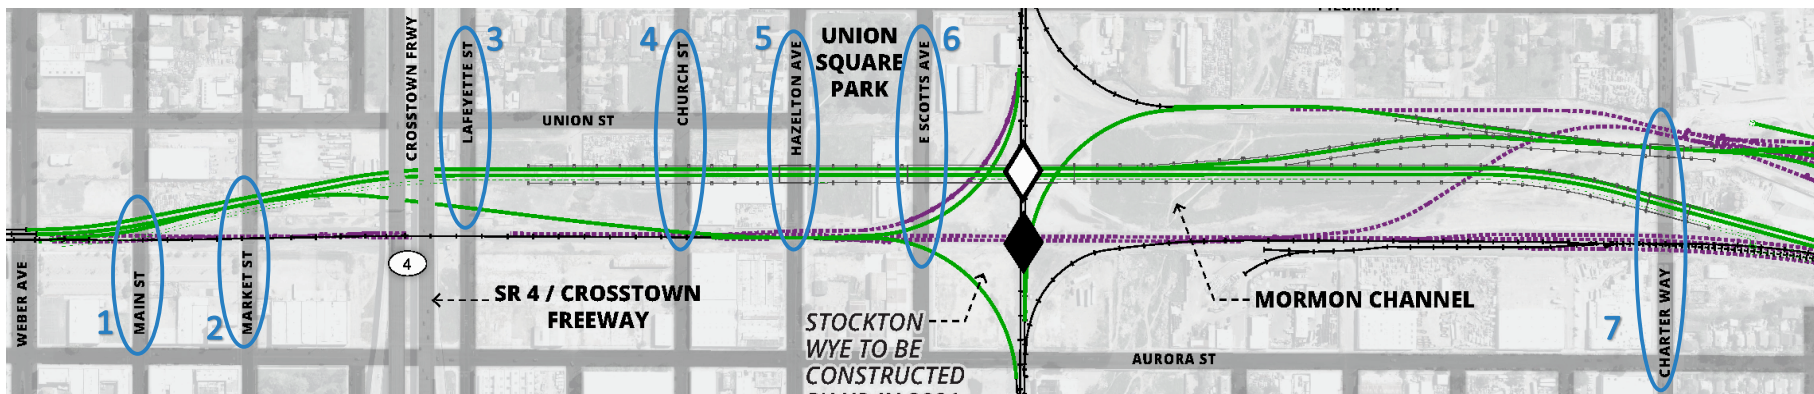 WEBER AVE
1
MAIN ST
2
MARKET ST
CROSSTOWN FRWY
4
3
LAFEYETTE ST
SR 4 / CROSSTOWN
FREEWAY
UNION ST
4
CHURCH ST
5
HAZELTON AVE
UNION
SQUARE
PARK
6
E SCOTTS AVE
STOCKTON
WYE TO BE
CONSTRUCTED
MORMON CHANNEL
AURORA ST
7
CHARTER WAY